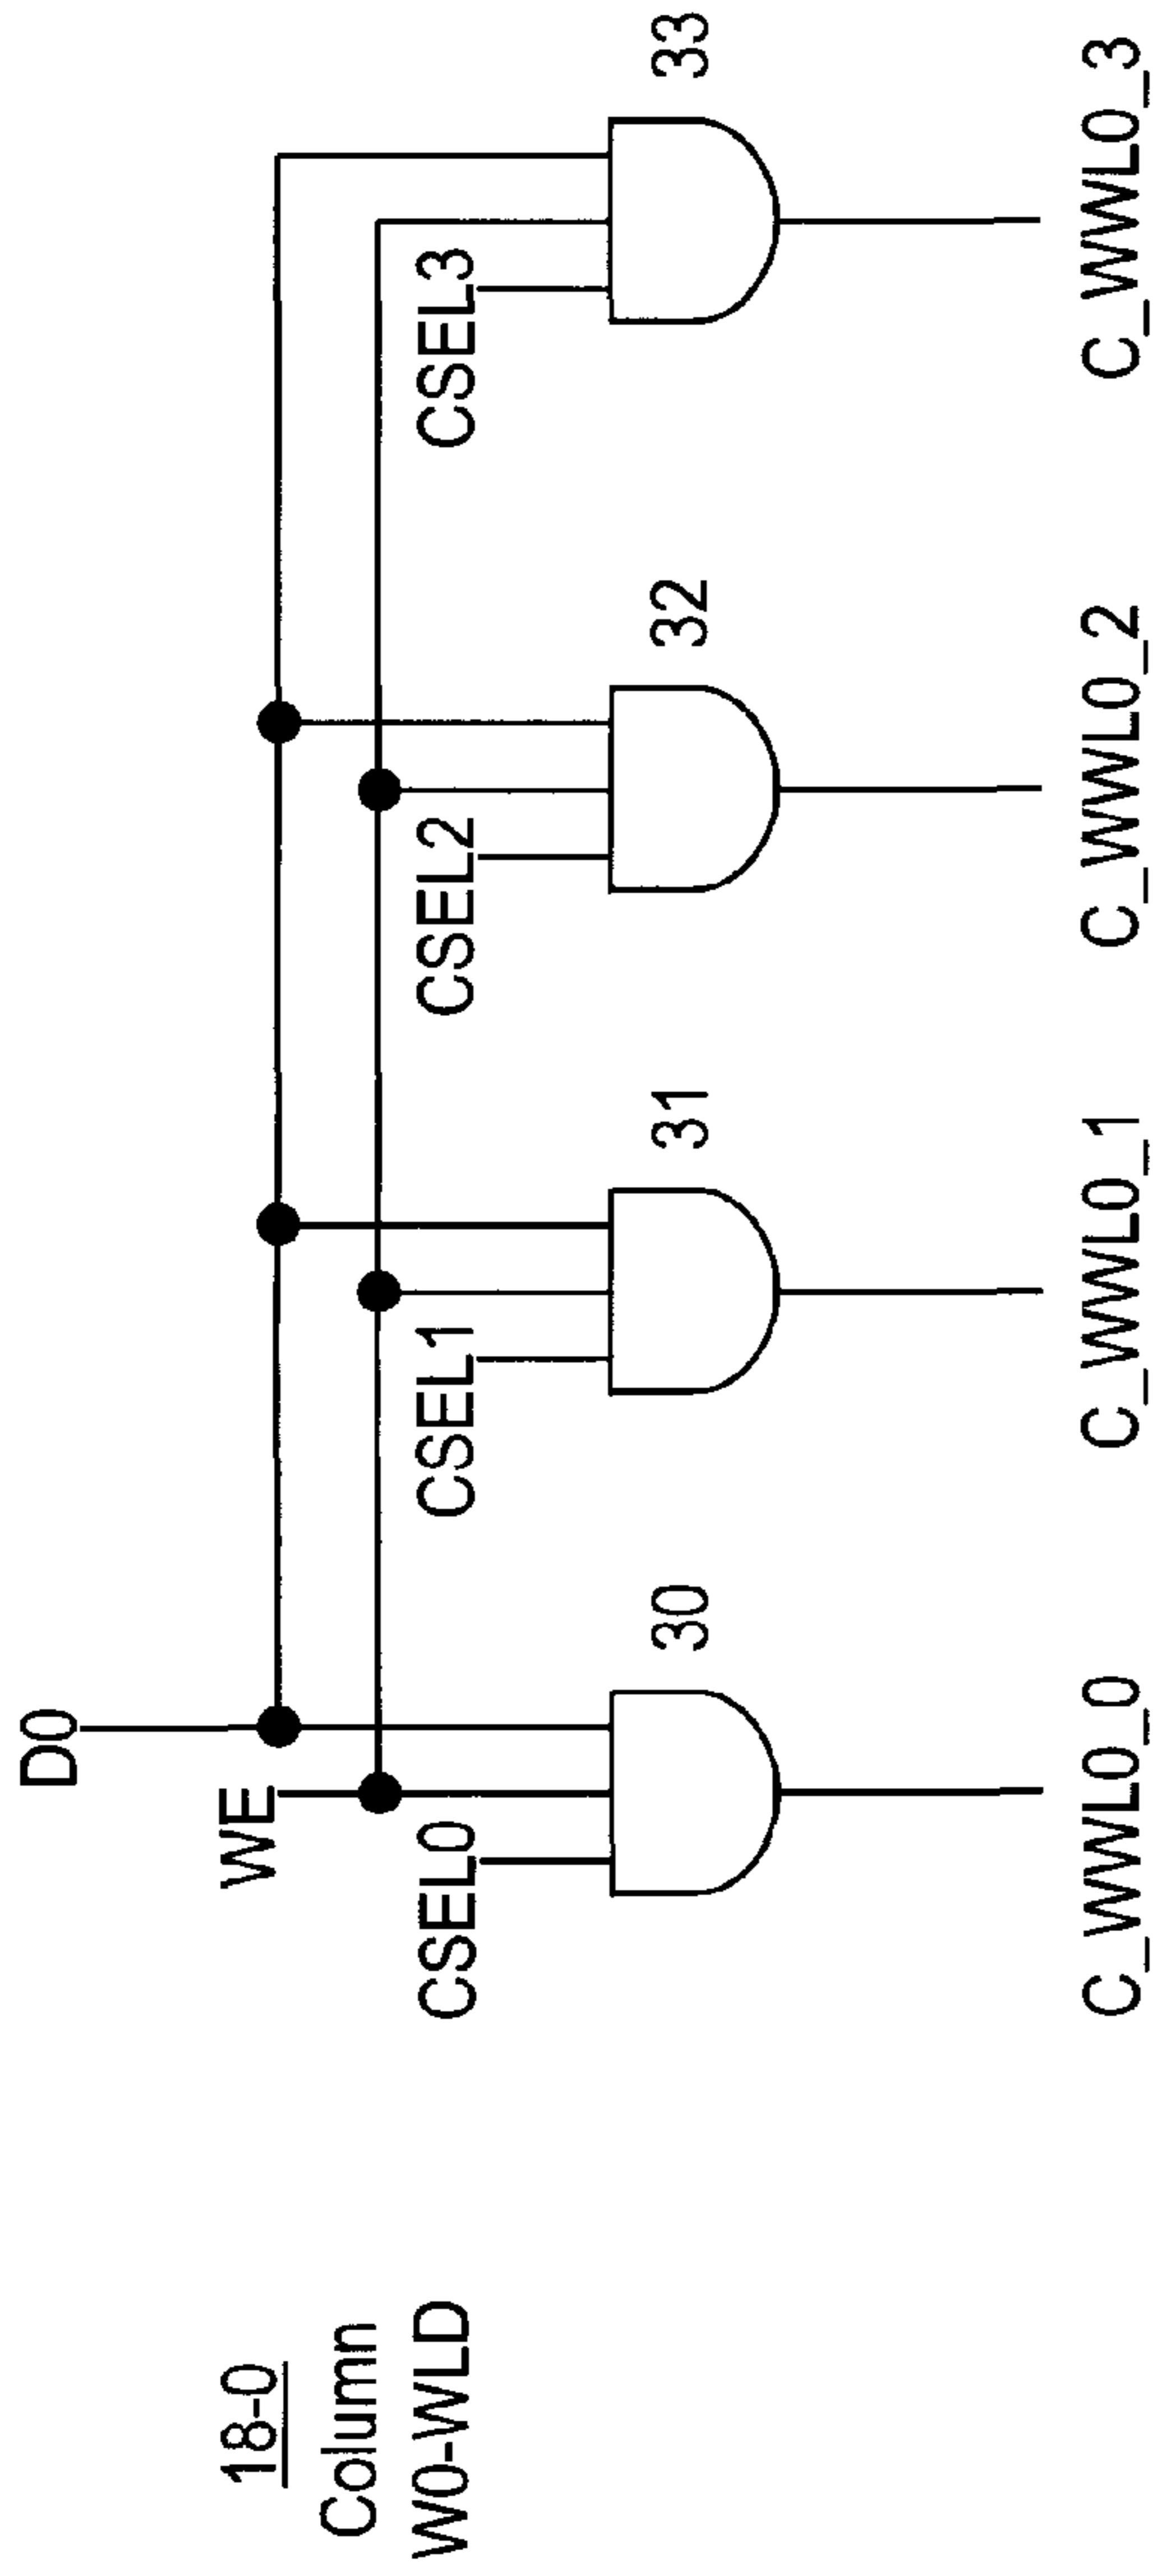 18-0
Column
W0-WLD
D0
WE
CSEL0
CSEL1
CSEL2
CSEL3
30
31
32
33
C_WWL0_0
C_WWL0_1
C_WWL0_2
C_WWL0_3